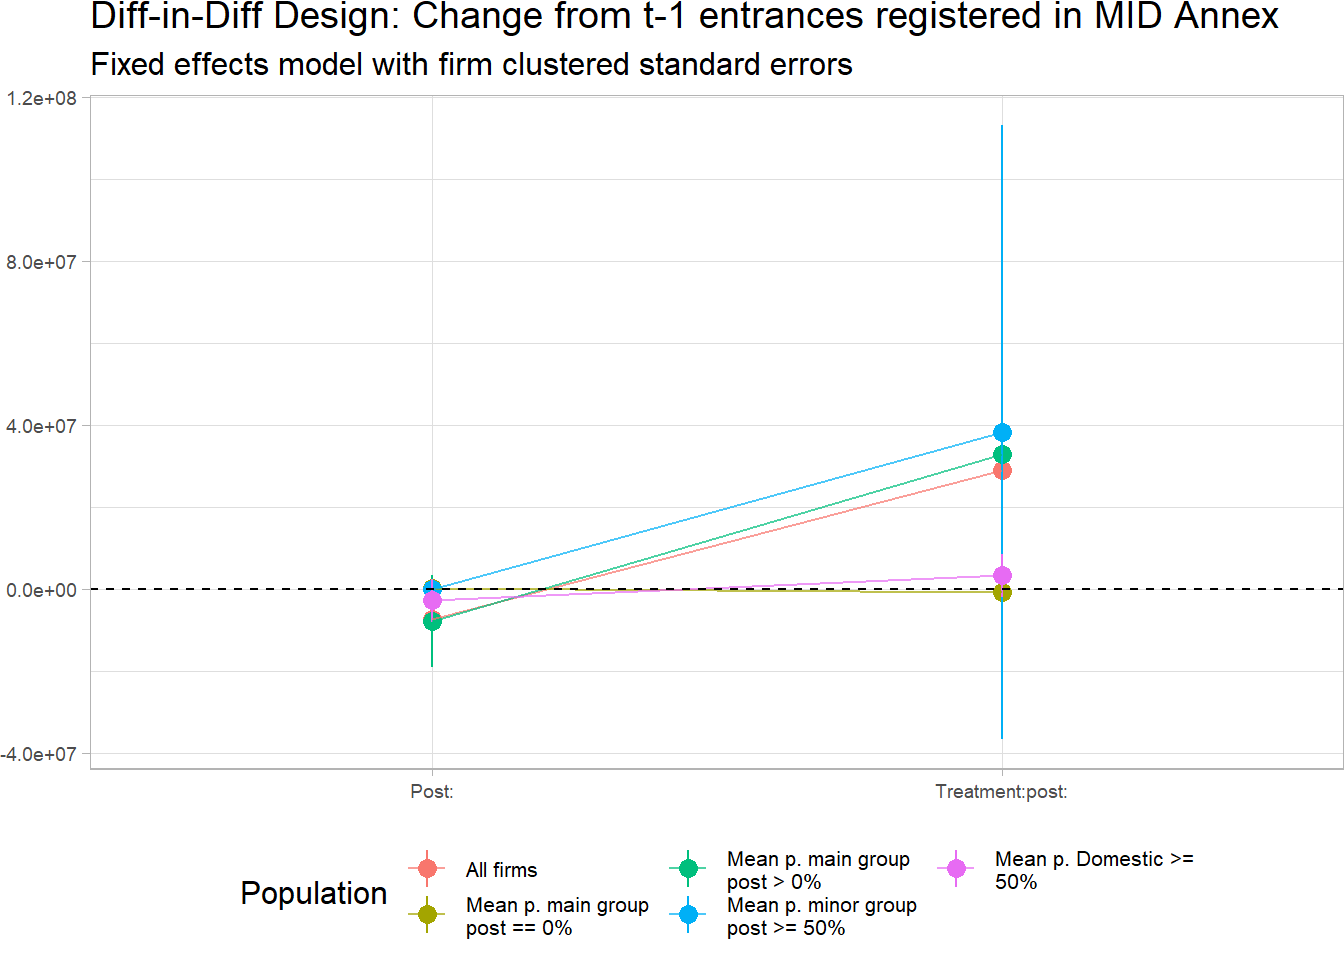 Diff-in-Diff Design: Change from t-1 entrances registered in MID Annex
Fixed effects model with firm clustered standard errors
1.2e+08
8.0e+07
4.0e+07
0.0e+00
-4.0e+07
Post:
Treatment:post:
Population
All firms
Mean p. main group
post == 0%
Mean p. main group
post > 0%
Mean p. minor group
post >= 50%
Mean p. Domestic >=
50%